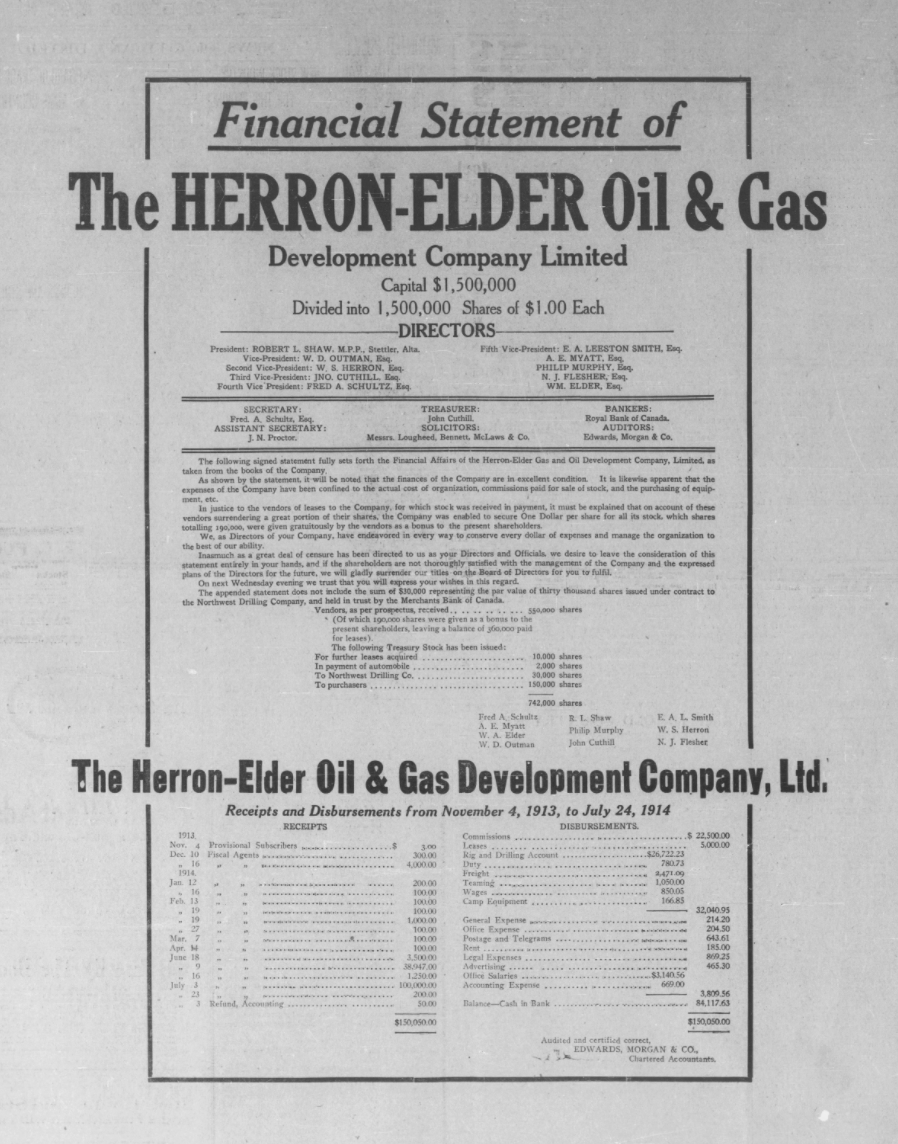 Financial Statement of
The HERRON-ELDER Oil & Gas
Development Company Limited
Capital $1,500,000
Divided into 1,500,000 Shares of $1.00 Each
DIRECTORS
President: ROBERT L. SHAW. M.P.P., Stettler, Alta.
Vice-President: W. D. OUTMAN, Esq.
Second Vice-President: W. S. HERRON, Esq.
Third Vice-President: JNO. CUTHILL. Esq.
Fourth Vice President: FRED A. SCHULTZ, Esq.
Fifth Vice-President: E. A. LEESTON SMITH, Esq.
A. E. MYATT, Esq.
PHILIP MURPHY, Esq.
N. J. FLESHER, Esq.
WM. ELDER, Esq.
SECRETARY:
Fred. A. Schultz, Esq.
ASSISTANT SECRETARY:
J. N. Proctor.
TREASURER:
John Cuthill.
SOLICITORS:
Messrs. Lougheed, Bennett, McLaws & Co.
BANKERS:
Royal Bank of Canada.
AUDITORS:
Edwards, Morgan & Co.
The following signed statement fully sets forth the Financial Affairs of the Herron-Elder Gas and Oil Development Company, Limited, as
taken from the books of the Company.
As shown by the statement, it will be noted that the finances of the Company are in excellent condition. It is likewise apparent that the
expenses of the Company have been confined to the actual cost of organization, commissions paid for sale of stock, and the purchasing of equip-
ment, etc.
In justice to the vendors of leases to the Company, for which stock was received in payment, it must be explained that on account of these
vendors surrendering a great portion of their shares, the Company was enabled to secure One Dollar per share for all its stock, which shares
totalling 190,000, were given gratuitously by the vendors as a bonus to the present shareholders.
We, as Directors of your Company, have endeavored in every way to conserve every dollar of expenses and manage the organization to
the best of our ability.
Inasmuch as a great deal of censure has been directed to us as your Directors and Officials, we desire to leave the consideration of this
statement entirely in your hands, and if the shareholders are not thoroughly satisfied with the management of the Company and the expressed
plans of the Directors for the future, we will gladly surrender our titles on the Board of Directors for you to fulfil.
On next Wednesday evening we trust that you will express your wishes in this regard.
The appended statement does not include the sum of $30,000 representing the par value of thirty thousand shares issued under contract to
the Northwest Drilling Company, and held in trust by the Merchants Bank of Canada.
Vendors, as per prospectus, received .. .. .. .. .. ... 550,000 shares
(Of which 190,000 shares were given as a bonus to the
present shareholders, leaving a balance of 360,000 paid
for leases).
The following Treasury Stock has been issued:
For further leases acquired .......................... 10,000 shares
In payment of automobile ............................ 2,000 shares
To Northwest Drilling Co. ........................... 30,000 shares
To purchasers ....................................... 150,000 shares
742,000 shares
Fred A. Schultz
A. E. Myatt
W. A. Elder
W. D. Outman
R. L. Shaw
Philip Murphy
John Cuthill
E. A. L. Smith
W. S. Herron
N. J. Flesher
The Herron-Elder Oil & Gas Development Company, Ltd.
Receipts and Disbursements from November 4, 1913, to July 24, 1914
RECEIPTS
1913.
Nov. 4 Provisional Subscribers .......... $ 3.00
Dec. 10 Fiscal Agents .......... 300.00
„ 16 „ „ .......... 4,000.00
1914.
Jan. 12 „ „ .......... 200.00
„ 16 „ „ .......... 100.00
Feb. 13 „ „ .......... 100.00
„ 19 „ „ .......... 100.00
„ 19 „ „ .......... 1,000.00
„ 27 „ „ .......... 100.00
Mar. 7 „ „ .......... 100.00
Apr. „ „ .......... 100.00
June 18 „ „ .......... 3,500.00
„ 9 „ „ .......... 38,947.00
„ 16 „ „ .......... 1,250.00
July 3 „ „ .......... 100,000.00
„ 23 „ „ .......... 200.00
„ 3 Refund, Accounting .......... 50.00
$150,050.00
DISBURSEMENTS.
Commissions .......... $ 22,500.00
Leases .......... 5,000.00
Rig and Drilling Account .......... $26,722.23
Duty .......... 780.73
Freight .......... 2,471.09
Teaming .......... 1,050.00
Wages .......... 850.05
Camp Equipment .......... 166.85
32,040.95
General Expense .......... 214.20
Office Expense .......... 204.50
Postage and Telegrams .......... 643.61
Rent .......... 185.00
Legal Expenses .......... 869.25
Advertising .......... 465.30
Office Salaries .......... $3,140.56
Accounting Expense .......... 669.00
3,809.56
Balance—Cash in Bank .......... 84,117.63
$150,050.00
Audited and certified correct,
EDWARDS, MORGAN & CO.,
Chartered Accountants.